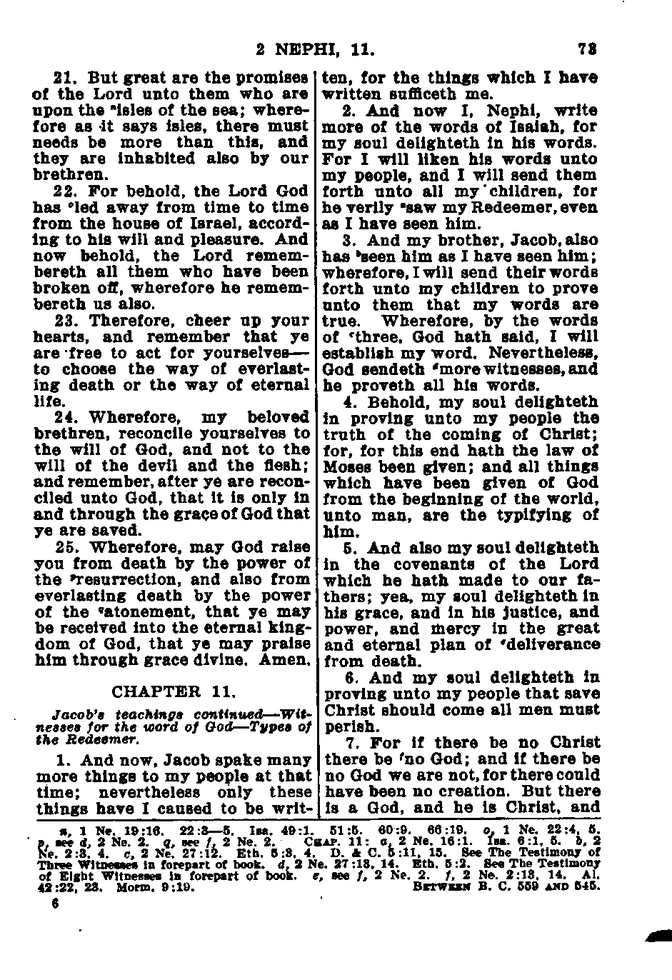 2 NEPHI, 11. 73
21. But great are the promises
of the Lord unto them who are
upon the ⁿisles of the sea; where-
fore as it says isles, there must
needs be more than this, and
they are inhabited also by our
brethren.
22. For behold, the Lord God
has ᵒled away from time to time
from the house of Israel, accord-
ing to his will and pleasure. And
now behold, the Lord remem-
bereth all them who have been
broken off, wherefore he remem-
bereth us also.
23. Therefore, cheer up your
hearts, and remember that ye
are free to act for yourselves—
to choose the way of everlast-
ing death or the way of eternal
life.
24. Wherefore, my beloved
brethren, reconcile yourselves to
the will of God, and not to the
will of the devil and the flesh;
and remember, after ye are recon-
ciled unto God, that it is only in
and through the grace of God that
ye are saved.
25. Wherefore, may God raise
you from death by the power of
the ᵖresurrection, and also from
everlasting death by the power
of the ᵠatonement, that ye may
be received into the eternal king-
dom of God, that ye may praise
him through grace divine. Amen.
CHAPTER 11.
Jacob's teachings continued—Wit-
nesses for the word of God—Types of
the Redeemer.
1. And now, Jacob spake many
more things to my people at that
time; nevertheless only these
things have I caused to be writ-
ten, for the things which I have
written sufficeth me.
2. And now I, Nephi, write
more of the words of Isaiah, for
my soul delighteth in his words.
For I will liken his words unto
my people, and I will send them
forth unto all my children, for
he verily ᵃsaw my Redeemer, even
as I have seen him.
3. And my brother, Jacob, also
has ᵇseen him as I have seen him;
wherefore, I will send their words
forth unto my children to prove
unto them that my words are
true. Wherefore, by the words
of ᶜthree, God hath said, I will
establish my word. Nevertheless,
God sendeth ᵈmore witnesses, and
he proveth all his words.
4. Behold, my soul delighteth
in proving unto my people the
truth of the coming of Christ;
for, for this end hath the law of
Moses been given; and all things
which have been given of God
from the beginning of the world,
unto man, are the typifying of
him.
5. And also my soul delighteth
in the covenants of the Lord
which he hath made to our fa-
thers; yea, my soul delighteth in
his grace, and in his justice, and
power, and mercy in the great
and eternal plan of ᵉdeliverance
from death.
6. And my soul delighteth in
proving unto my people that save
Christ should come all men must
perish.
7. For if there be no Christ
there be ᶠno God; and if there be
no God we are not, for there could
have been no creation. But there
is a God, and he is Christ, and
n, 1 Ne. 19:16. 22:3—5. Isa. 49:1. 51:5. 60:9. 66:19. o, 1 Ne. 22:4, 5.
p, see d, 2 Ne. 2. q, see f, 2 Ne. 2. CHAP. 11: a, 2 Ne. 16:1. Isa. 6:1, 5. b, 2
Ne. 2:3, 4. c, 2 Ne. 27:12. Eth. 5:3, 4. D. & C. 5:11, 15. See The Testimony of
Three Witnesses in forepart of book. d, 2 Ne. 27:13, 14. Eth. 5:2. See The Testimony
of Eight Witnesses in forepart of book. e, see f, 2 Ne. 2. f, 2 Ne. 2:13, 14. Al.
42:22, 23. Morm. 9:19. BETWEEN B. C. 559 AND 545.
6